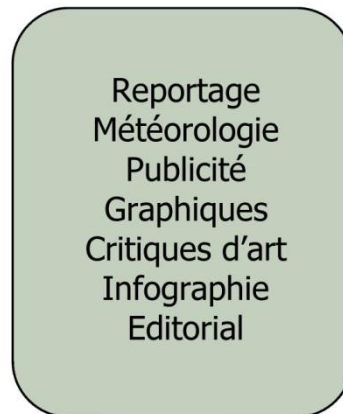 Reportage
Météorologie
Publicité
Graphiques
Critiques d’art
Infographie
Editorial